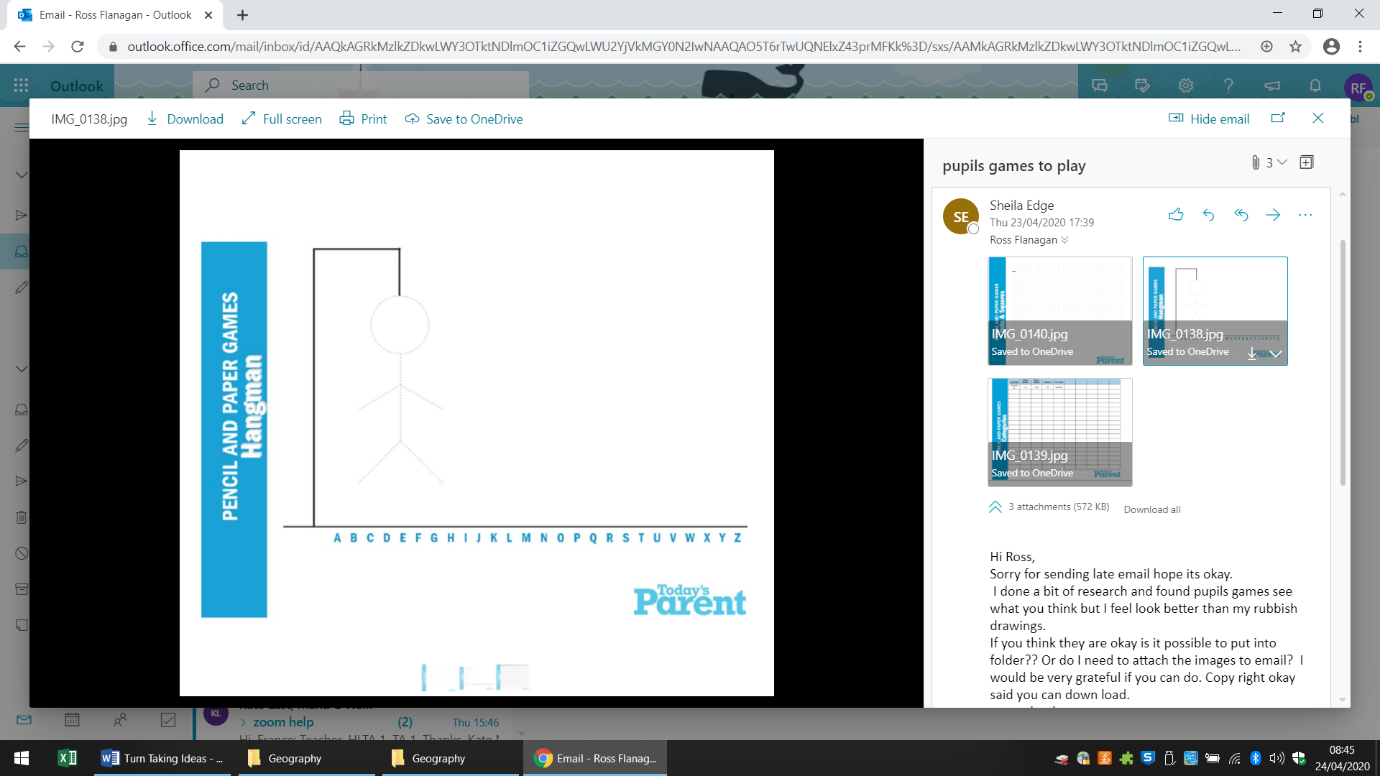 Email - Ross Flanagan - Outlook
outlook.office.com/mail/inbox/id/AAQkAGRkMzlkZDkwLWY3OTktNDlmOC1iZGQwLWU2YjVkMGY0N2IwNAAQAO5T6rTwUQNElxZ43prMFKk%3D/sxs/AAMkAGRkMzlkZDkwLWY3OTktNDlmOC1iZGQwL...
Outlook
Search
RF
IMG_0138.jpg
Download
Full screen
Print
Save to OneDrive
Hide email
PENCIL AND PAPER GAMES
Hangman
A B C D E F G H I J K L M N O P Q R S T U V W X Y Z
Today's
Parent
pupils games to play
3
SE
Sheila Edge
Thu 23/04/2020 17:39
Ross Flanagan
IMG_0140.jpg
Saved to OneDrive
IMG_0138.jpg
Saved to OneDrive
IMG_0139.jpg
Saved to OneDrive
3 attachments (572 KB)
Download all
Hi Ross,
Sorry for sending late email hope its okay.
I done a bit of research and found pupils games see
what you think but I feel look better than my rubbish
drawings.
If you think they are okay is it possible to put into
folder?? Or do I need to attach the images to email? I
would be very grateful if you can do. Copy right okay
said you can down load.
KL
zoom help
(2)
Thu 15:46
Turn Taking Ideas - ...
Geography
Geography
Email - Ross Flanag...
08:45
24/04/2020